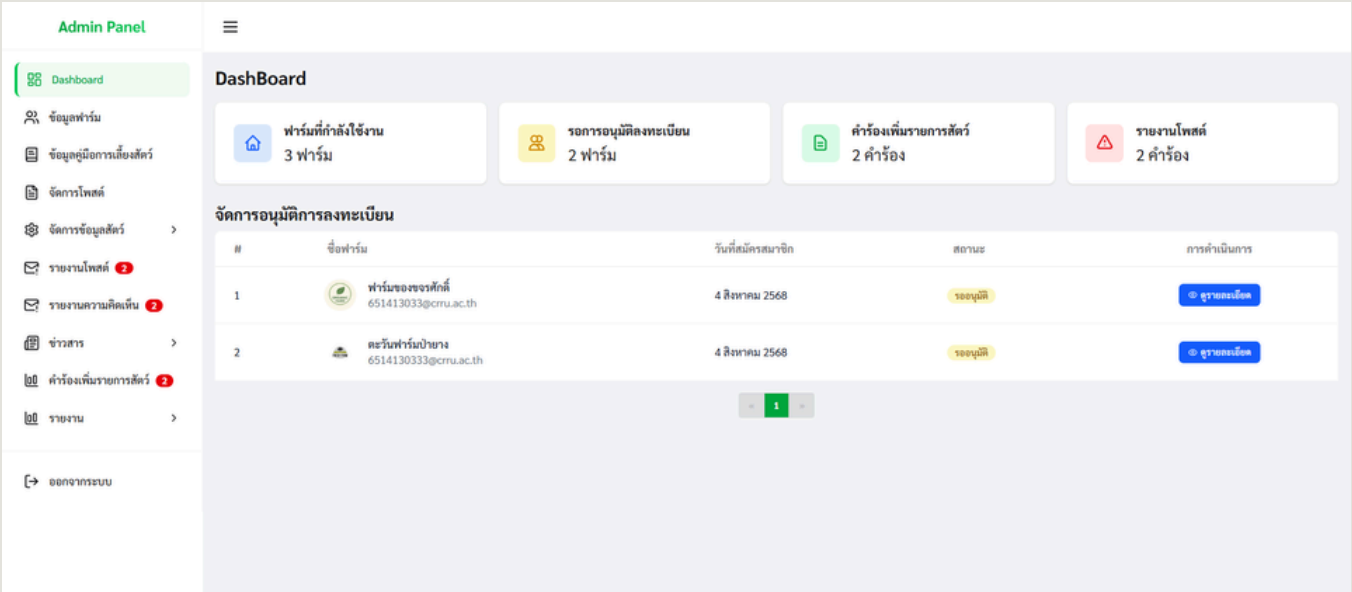 Admin Panel
Dashboard
ข้อมูลฟาร์ม
ข้อมูลคู่มือการเลี้ยงสัตว์
จัดการโพสต์
จัดการข้อมูลสัตว์
รายงานโพสต์ 2
รายงานความคิดเห็น 2
ข่าวสาร
คำร้องเพิ่มรายการสัตว์ 2
รายงาน
ออกจากระบบ
DashBoard
ฟาร์มที่กำลังใช้งาน
3 ฟาร์ม
รอการอนุมัติลงทะเบียน
2 ฟาร์ม
คำร้องเพิ่มรายการสัตว์
2 คำร้อง
รายงานโพสต์
2 คำร้อง
จัดการอนุมัติการลงทะเบียน
# ชื่อฟาร์ม วันที่สมัครสมาชิก สถานะ การดำเนินการ
1 ฟาร์มของขจรศักดิ์ 4 สิงหาคม 2568 รออนุมัติ ดูรายละเอียด
651413033@crru.ac.th
2 ตะวันฟาร์มป่ายาง 4 สิงหาคม 2568 รออนุมัติ ดูรายละเอียด
6514130333@crru.ac.th
« 1 »